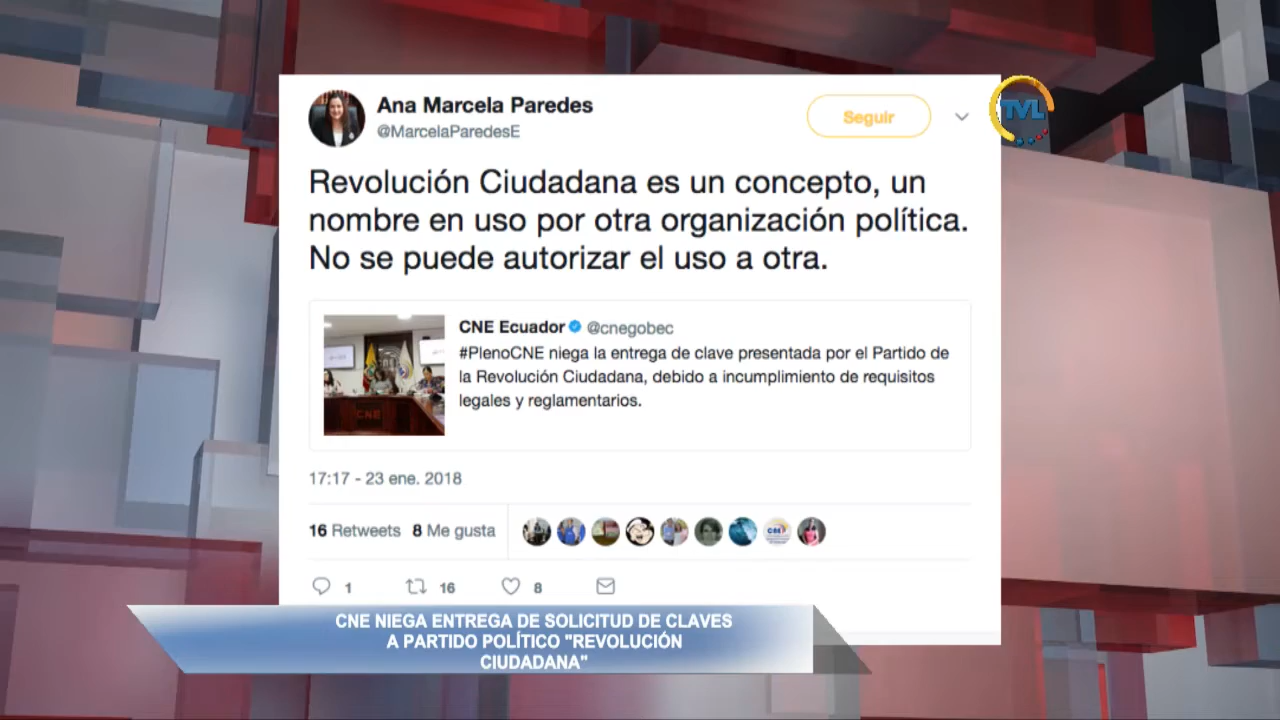 Ana Marcela Paredes
@MarcelaParedesE
Seguir
TVL
Revolución Ciudadana es un concepto, un
nombre en uso por otra organización política.
No se puede autorizar el uso a otra.
CNE Ecuador @cnegobec
#PlenoCNE niega la entrega de clave presentada por el Partido de
la Revolución Ciudadana, debido a incumplimiento de requisitos
legales y reglamentarios.
CNE
17:17 - 23 ene. 2018
16 Retweets 8 Me gusta
CNE
1 16 8
CNE NIEGA ENTREGA DE SOLICITUD DE CLAVES
A PARTIDO POLÍTICO "REVOLUCIÓN
CIUDADANA"